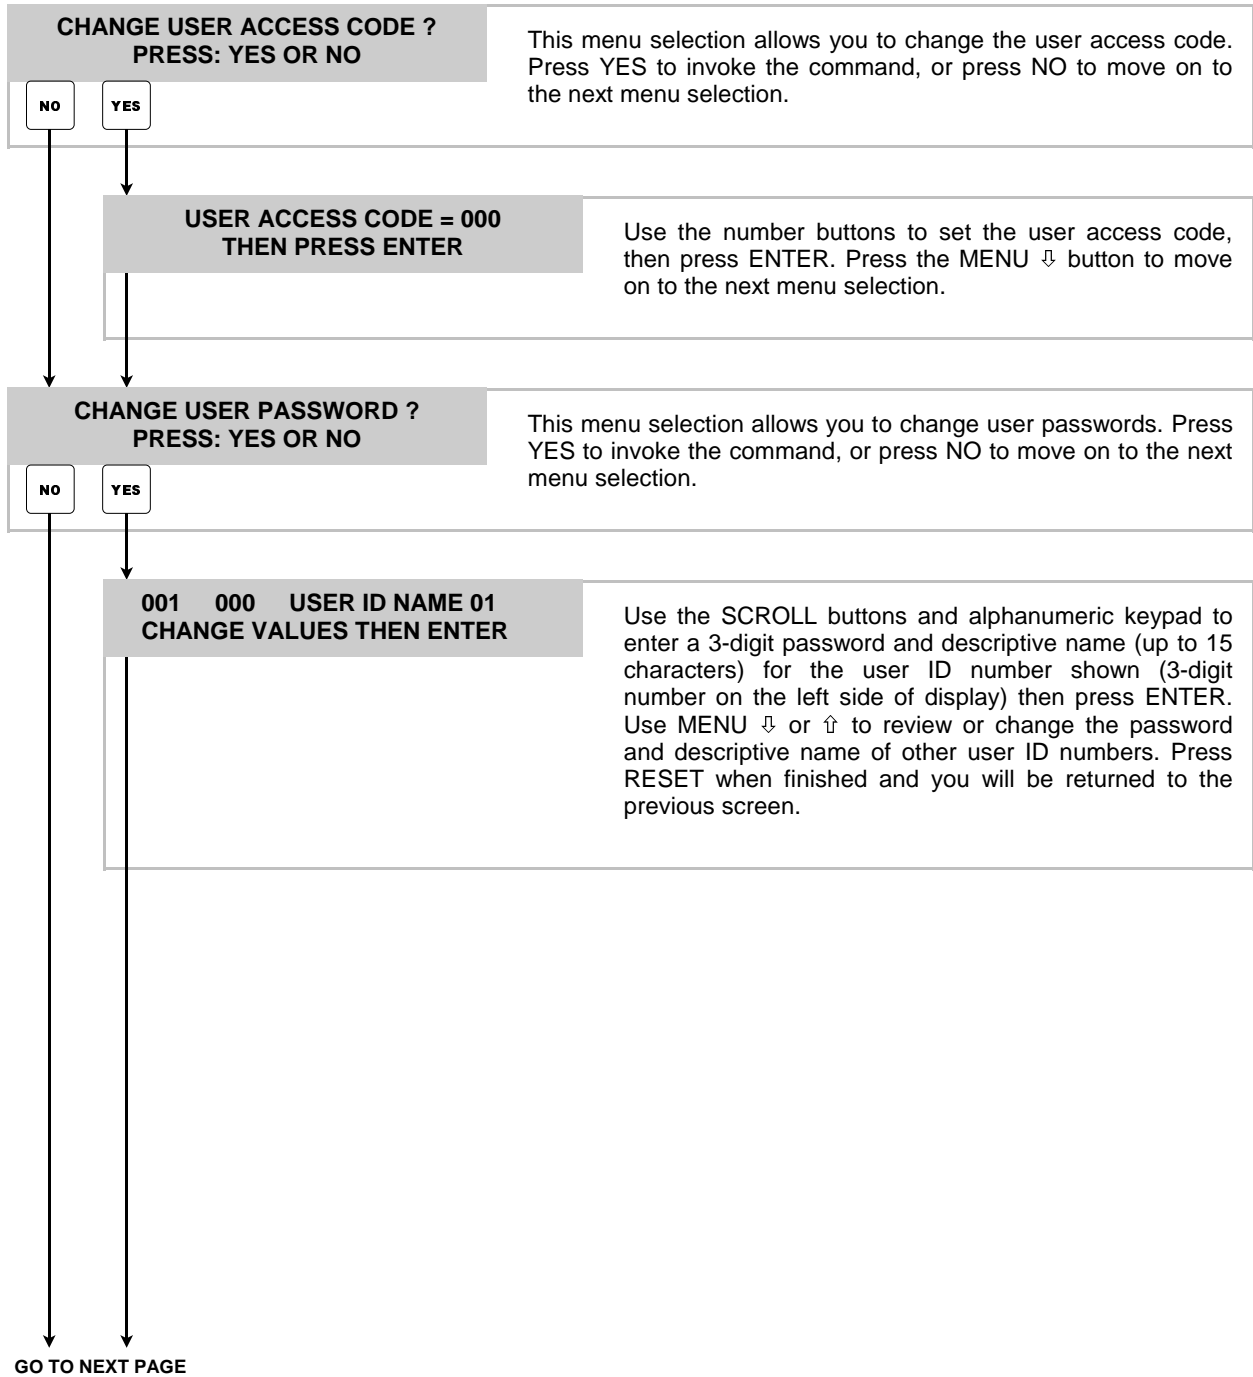 CHANGE USER ACCESS CODE ?
PRESS: YES OR NO
NO YES
This menu selection allows you to change the user access code.
Press YES to invoke the command, or press NO to move on to
the next menu selection.
USER ACCESS CODE = 000
THEN PRESS ENTER
Use the number buttons to set the user access code,
then press ENTER. Press the MENU ⇩ button to move
on to the next menu selection.
CHANGE USER PASSWORD ?
PRESS: YES OR NO
NO YES
This menu selection allows you to change user passwords. Press
YES to invoke the command, or press NO to move on to the next
menu selection.
001 000 USER ID NAME 01
CHANGE VALUES THEN ENTER
Use the SCROLL buttons and alphanumeric keypad to
enter a 3-digit password and descriptive name (up to 15
characters) for the user ID number shown (3-digit
number on the left side of display) then press ENTER.
Use MENU ⇩ or ⇧ to review or change the password
and descriptive name of other user ID numbers. Press
RESET when finished and you will be returned to the
previous screen.
GO TO NEXT PAGE